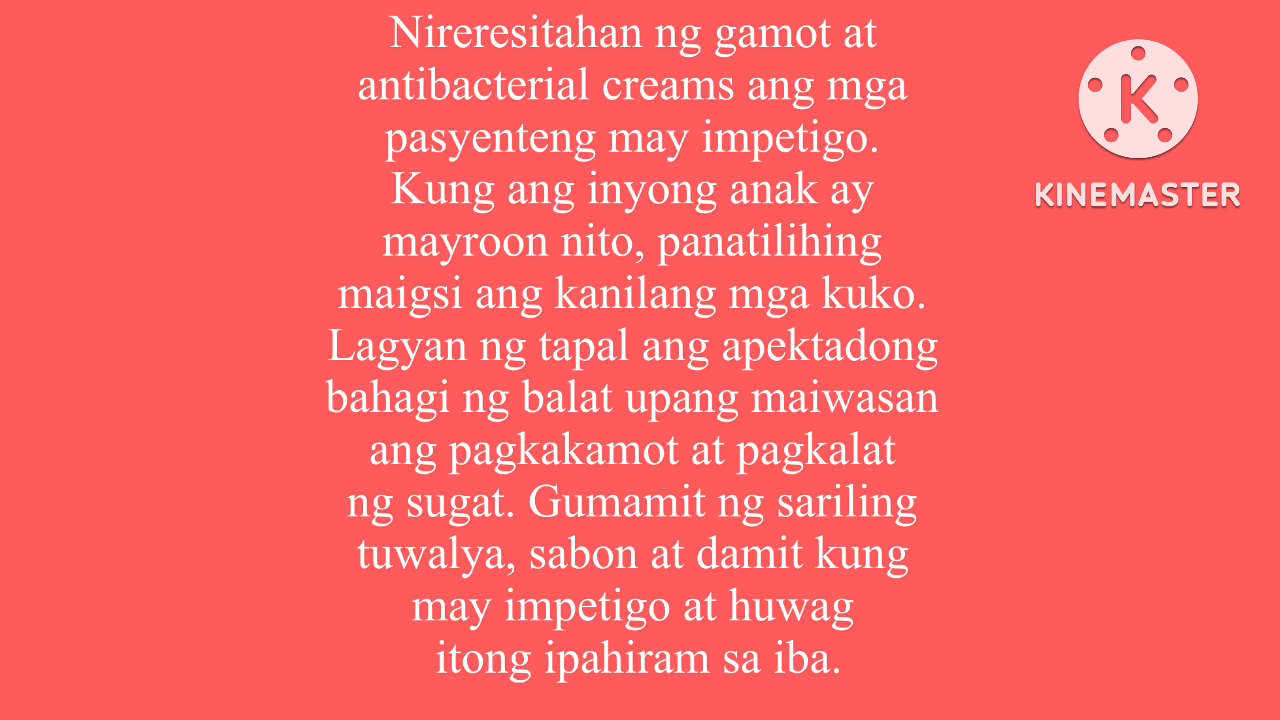 Nireresitahan ng gamot at
antibacterial creams ang mga
pasyenteng may impetigo.
Kung ang inyong anak ay
mayroon nito, panatilihing
maigsi ang kanilang mga kuko.
Lagyan ng tapal ang apektadong
bahagi ng balat upang maiwasan
ang pagkakamot at pagkalat
ng sugat. Gumamit ng sariling
tuwalya, sabon at damit kung
may impetigo at huwag
itong ipahiram sa iba.
K
KINEMASTER